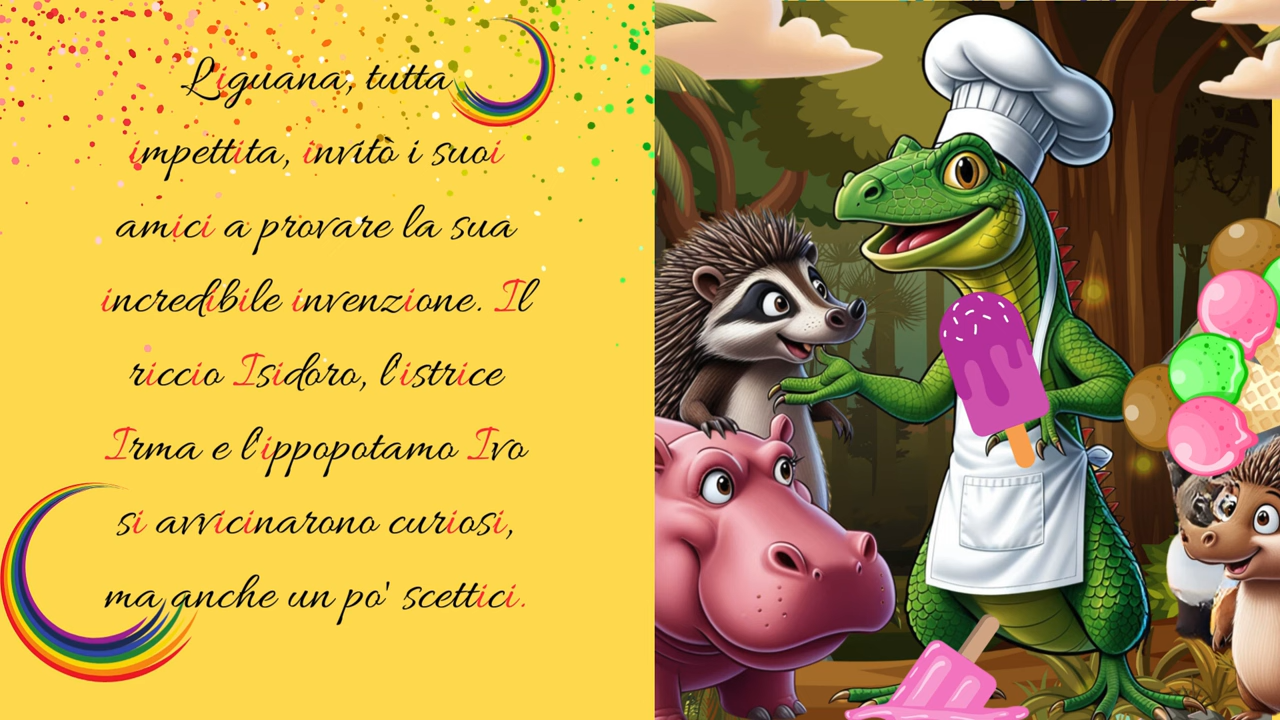 Liguana, tutta
impettita, invitò i suoi
amici a provare la sua
incredibile invenzione. Il
riccio Isidoro, l'istrice
Irma e l'ippopotamo Ivo
si avvicinarono curiosi,
ma anche un po' scettici.